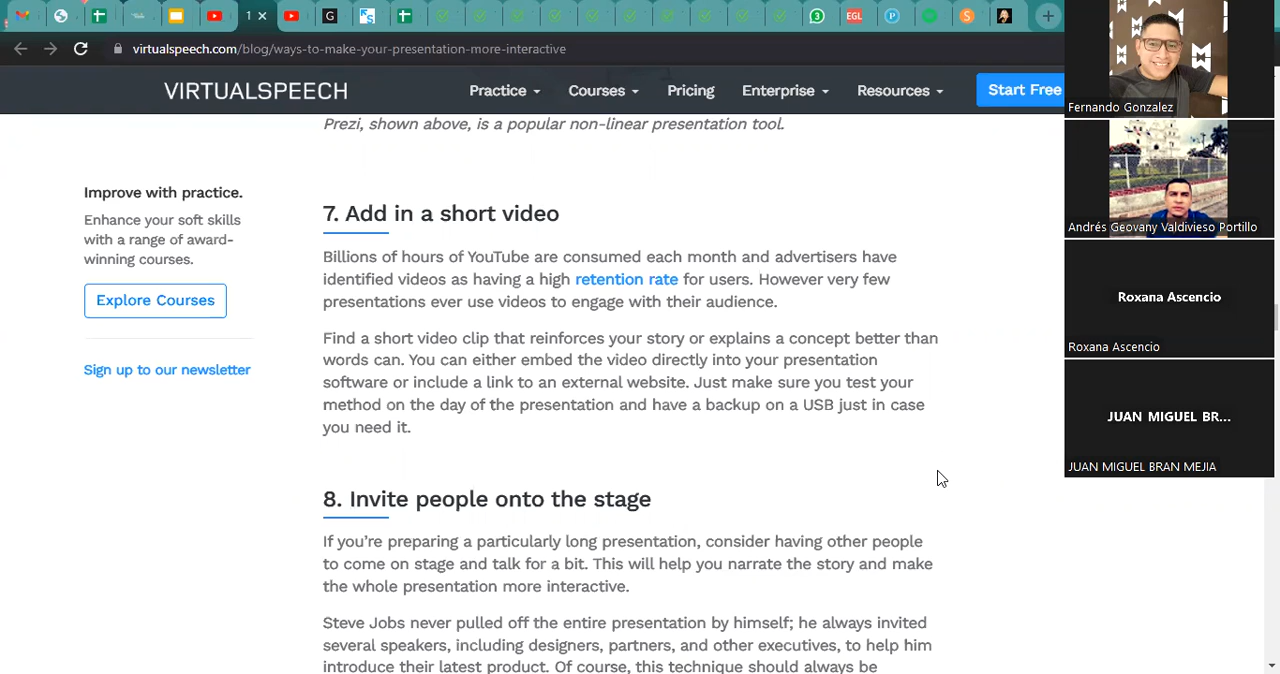 1
G
3
EGL
P
S
virtualspeech.com/blog/ways-to-make-your-presentation-more-interactive
VIRTUALSPEECH
Practice
Courses
Pricing
Enterprise
Resources
Start Free
Prezi, shown above, is a popular non-linear presentation tool.
Improve with practice.
Enhance your soft skills
with a range of award-
winning courses.
Explore Courses
Sign up to our newsletter
7. Add in a short video
Billions of hours of YouTube are consumed each month and advertisers have
identified videos as having a high retention rate for users. However very few
presentations ever use videos to engage with their audience.
Find a short video clip that reinforces your story or explains a concept better than
words can. You can either embed the video directly into your presentation
software or include a link to an external website. Just make sure you test your
method on the day of the presentation and have a backup on a USB just in case
you need it.
8. Invite people onto the stage
If you're preparing a particularly long presentation, consider having other people
to come on stage and talk for a bit. This will help you narrate the story and make
the whole presentation more interactive.
Steve Jobs never pulled off the entire presentation by himself; he always invited
several speakers, including designers, partners, and other executives, to help him
introduce their latest product. Of course, this technique should always be
Fernando Gonzalez
Andrés Geovany Valdivieso Portillo
Roxana Ascencio
Roxana Ascencio
JUAN MIGUEL BR...
JUAN MIGUEL BRAN MEJIA